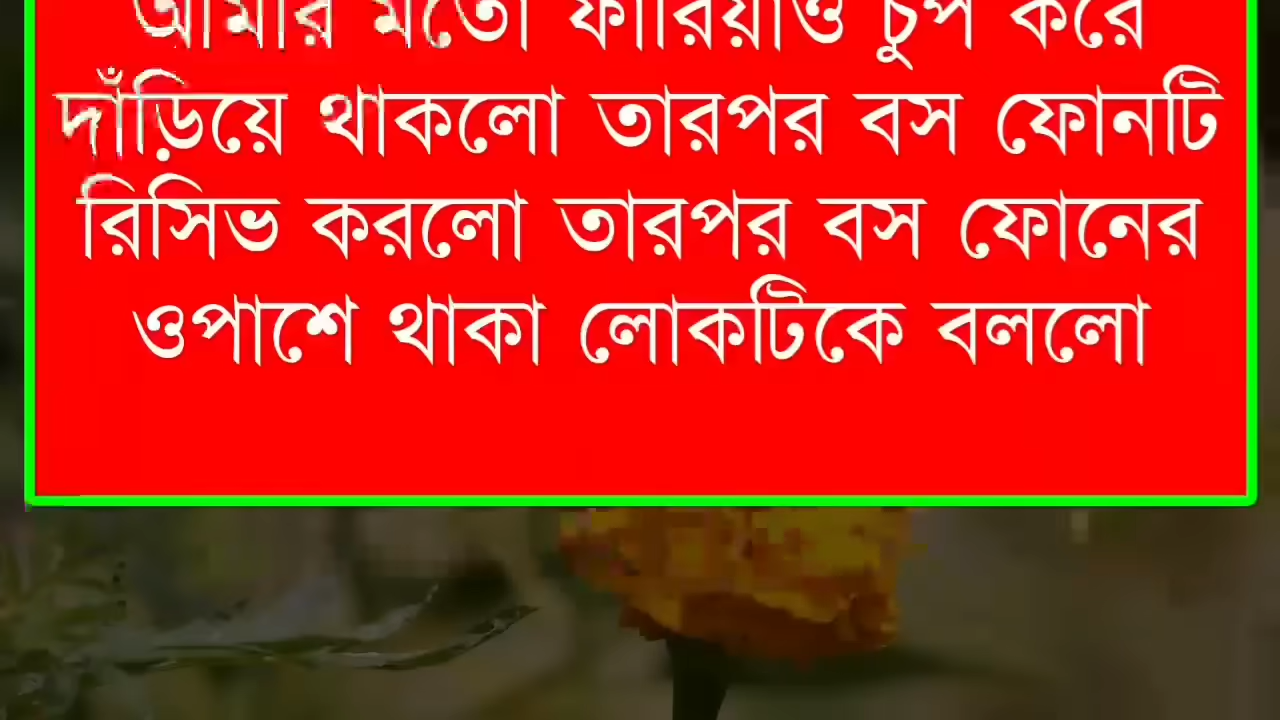 আমার মতো ফারিয়াও চুপ করে
দাঁড়িয়ে থাকলো তারপর বস ফোনটি
রিসিভ করলো তারপর বস ফোনের
ওপাশে থাকা লোকটিকে বললো